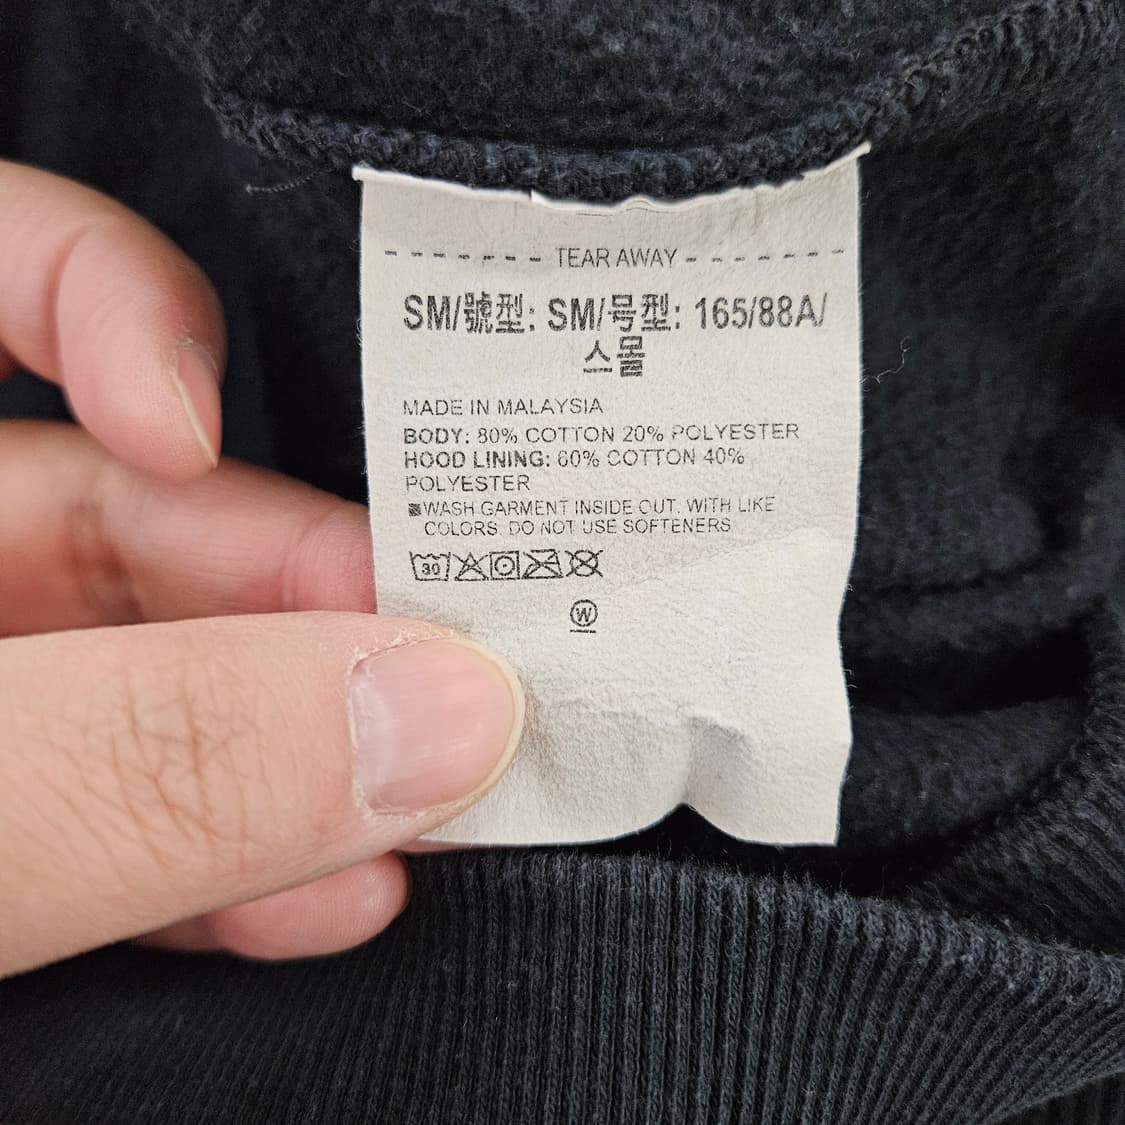 - - - - - - - TEAR AWAY - - - - - - -
SM/號型: SM/号型: 165/88A/
스몰
MADE IN MALAYSIA
BODY: 80% COTTON 20% POLYESTER
HOOD LINING: 60% COTTON 40%
POLYESTER
■WASH GARMENT INSIDE OUT. WITH LIKE
COLORS. DO NOT USE SOFTENERS
30
W